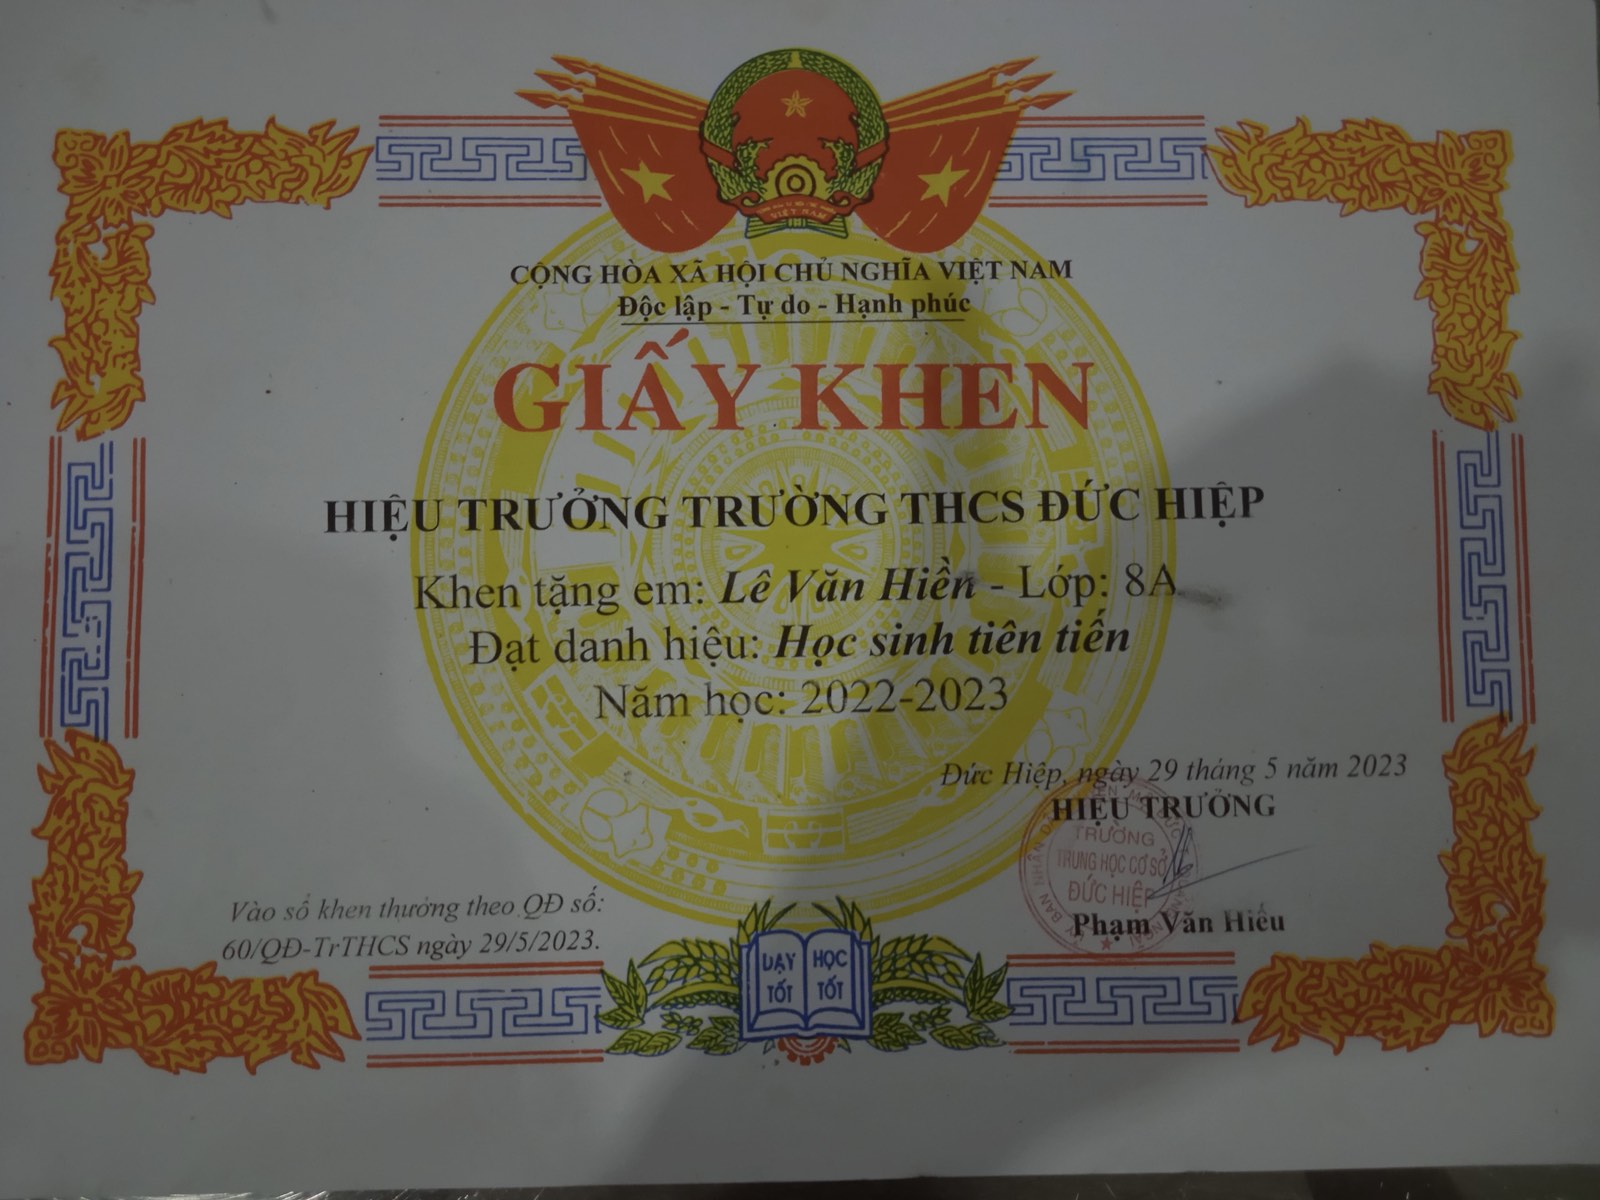 VIỆT NAM
CỘNG HÒA XÃ HỘI CHỦ NGHĨA VIỆT NAM
Độc lập - Tự do - Hạnh phúc
GIẤY KHEN
HIỆU TRƯỞNG TRƯỜNG THCS ĐỨC HIỆP
Khen tặng em: Lê Văn Hiền - Lớp: 8A
Đạt danh hiệu: Học sinh tiên tiến
Năm học: 2022-2023
Đức Hiệp, ngày 29 tháng 5 năm 2023
HIỆU TRƯỞNG
TRƯỜNG
TRUNG HỌC CƠ SỞ
ĐỨC HIỆP
Phạm Văn Hiếu
Vào sổ khen thưởng theo QĐ số:
60/QĐ-TrTHCS ngày 29/5/2023.
DẠY TỐT
HỌC TỐT